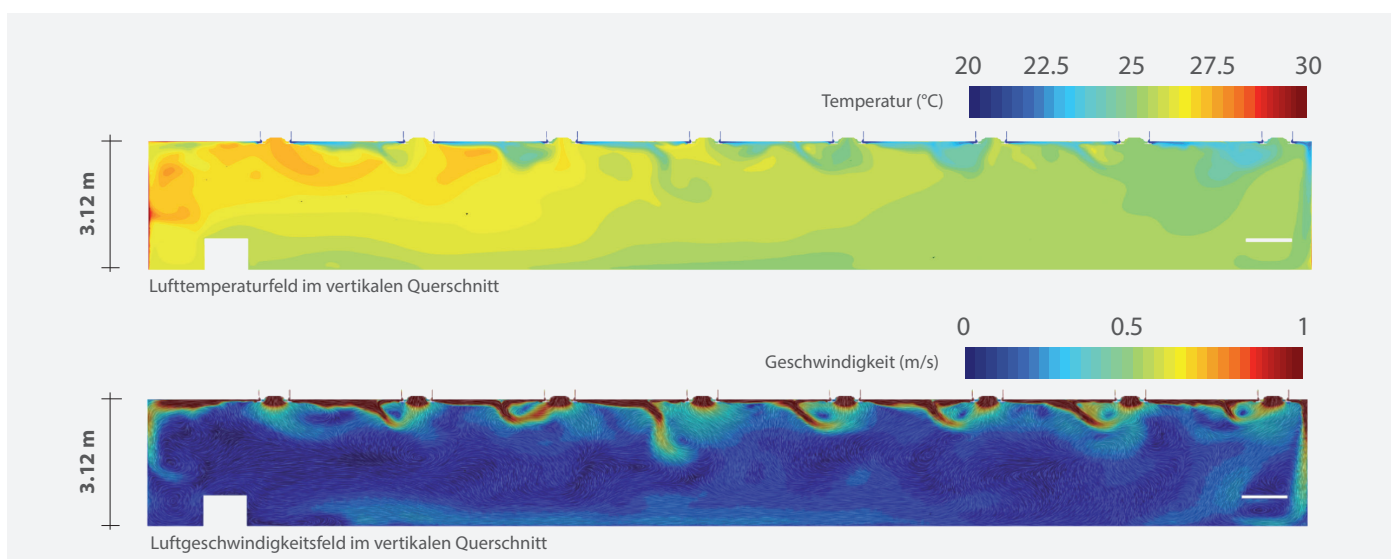 20 22.5 25 27.5 30
Temperatur (°C)
3.12 m
Lufttemperaturfeld im vertikalen Querschnitt
0 0.5 1
Geschwindigkeit (m/s)
3.12 m
Luftgeschwindigkeitsfeld im vertikalen Querschnitt